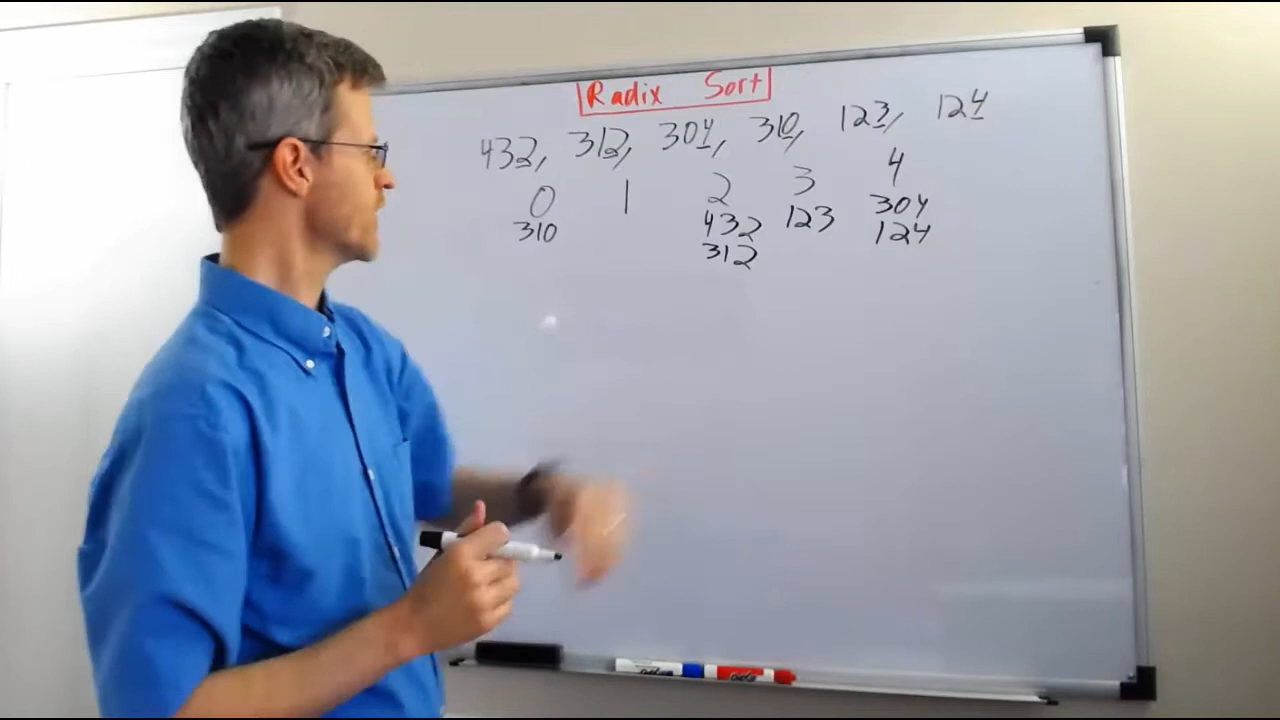 Radix Sort
432, 312, 304, 310, 123, 124
0 1 2 3 4
310 432 123 304
312 124